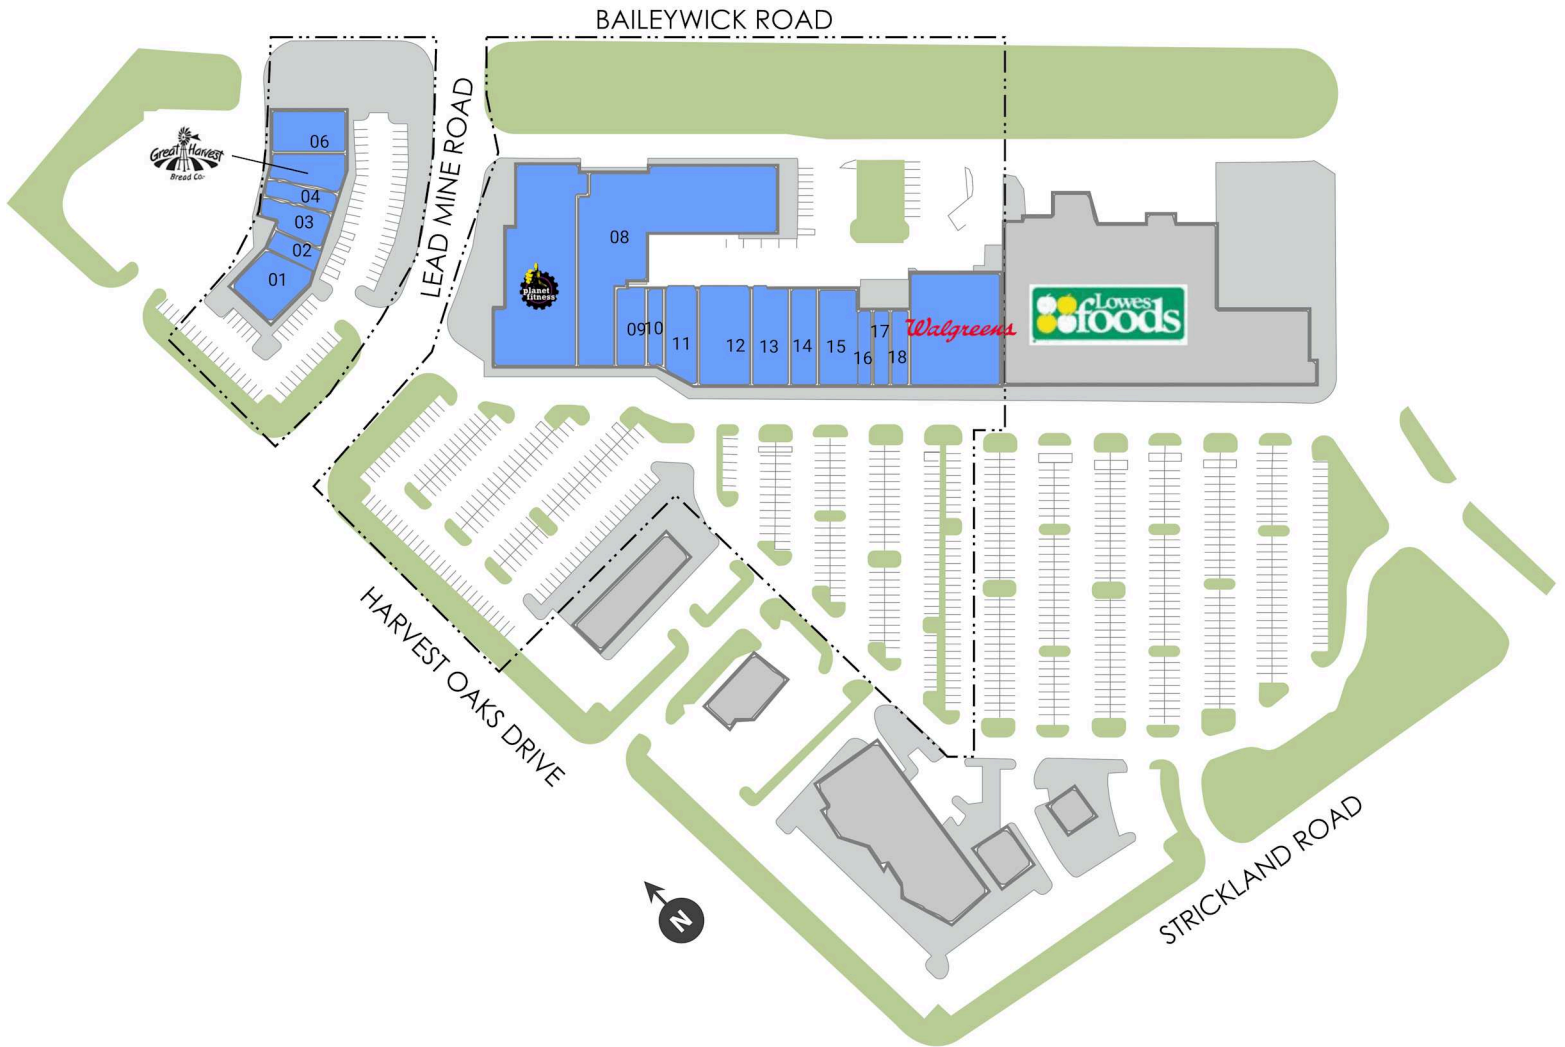 BAILEYWICK ROAD
LEAD MINE ROAD
Great Harvest
Bread Co.
06
04
03
02
01
08
planet
fitness
09
10
11
12
13
14
15
16
17
18
Walgreens
Lowes
foods
HARVEST OAKS DRIVE
STRICKLAND ROAD
N